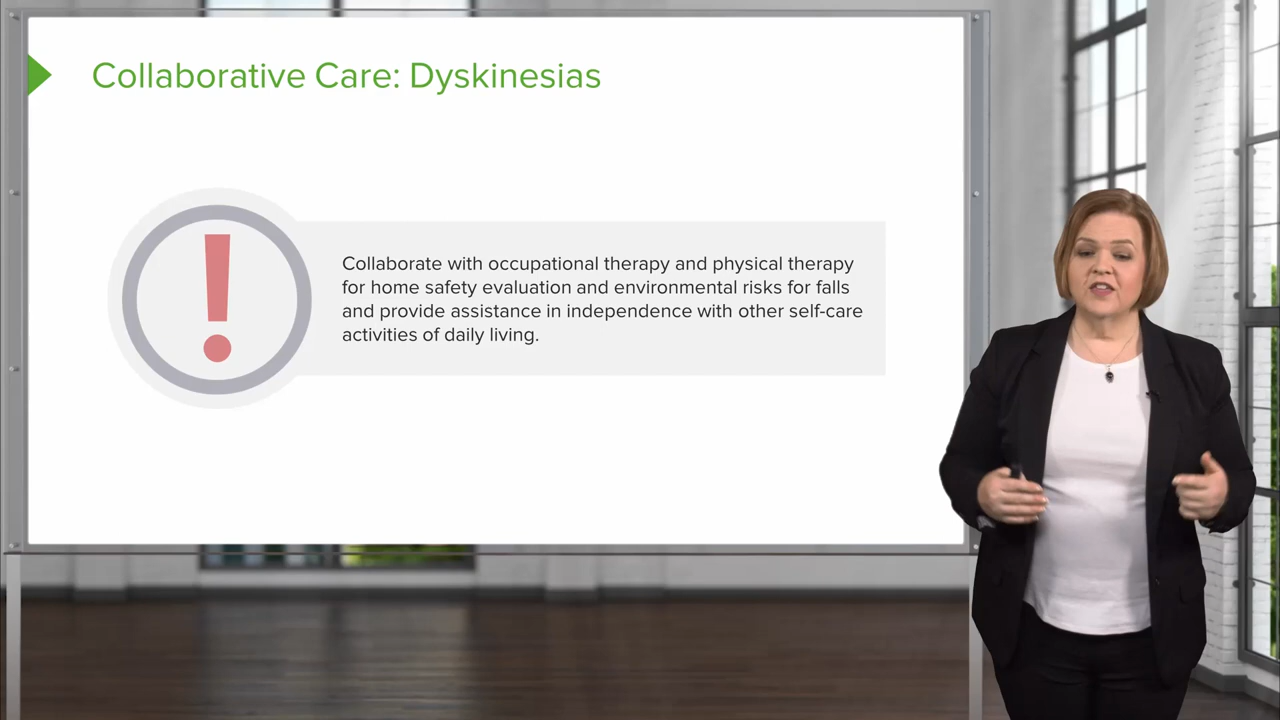 Collaborative Care: Dyskinesias
Collaborate with occupational therapy and physical therapy
for home safety evaluation and environmental risks for falls
and provide assistance in independence with other self-care
activities of daily living.